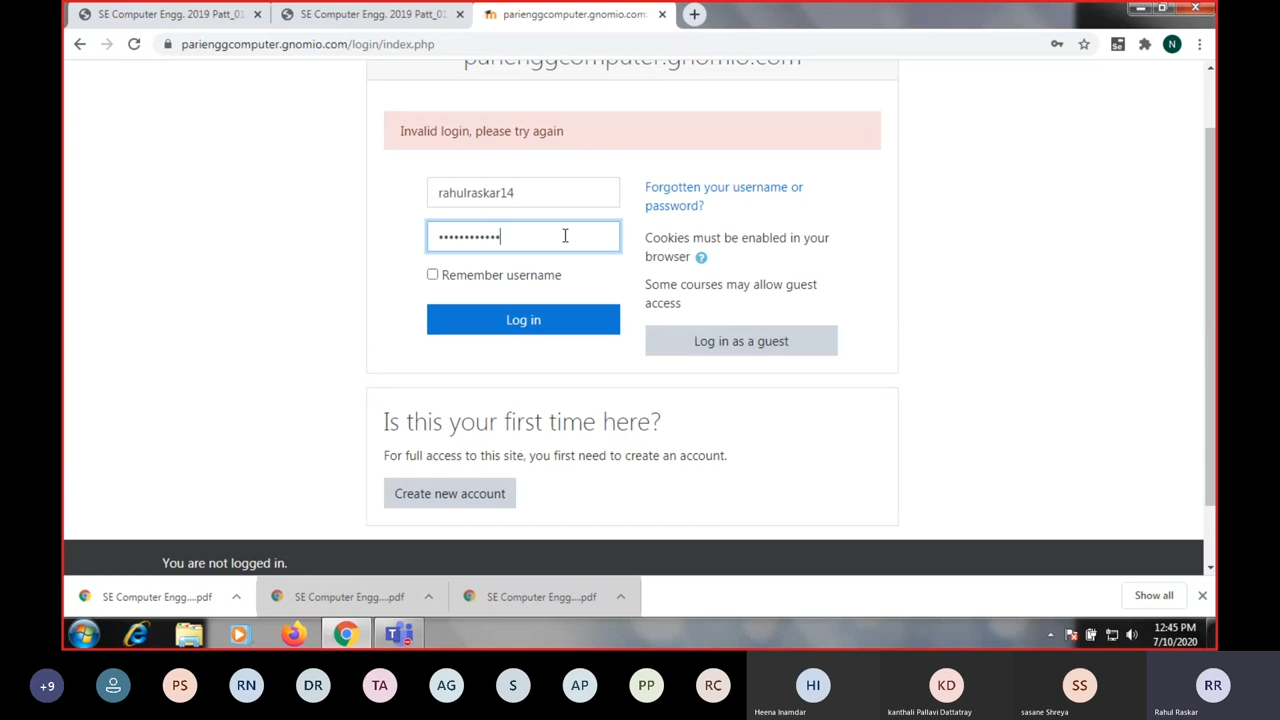 SE Computer Engg. 2019 Patt_01
SE Computer Engg. 2019 Patt_02
parienggcomputer.gnomio.com:
parienggcomputer.gnomio.com/login/index.php
Se
N
parienggcomputer.gnomio.com
Invalid login, please try again
rahulraskar14
Forgotten your username or
password?
Cookies must be enabled in your
browser ?
Remember username
Some courses may allow guest
access
Log in
Log in as a guest
Is this your first time here?
For full access to this site, you first need to create an account.
Create new account
You are not logged in.
SE Computer Engg....pdf
SE Computer Engg....pdf
SE Computer Engg....pdf
Show all
12:45 PM
7/10/2020
+9
PS
RN
DR
TA
AG
S
AP
PP
RC
HI
KD
SS
RR
Heena Inamdar
kanthali Pallavi Dattatray
sasane Shreya
Rahul Raskar